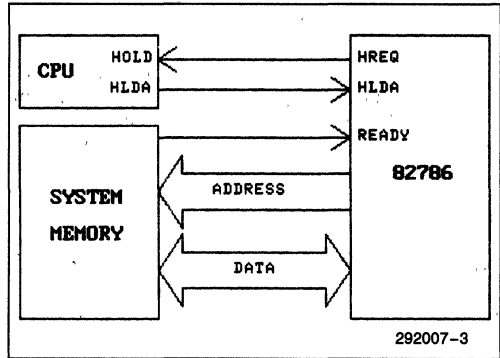 CPU
HOLD
HLDA
HREQ
HLDA
READY
82786
SYSTEM
MEMORY
ADDRESS
DATA
292007-3